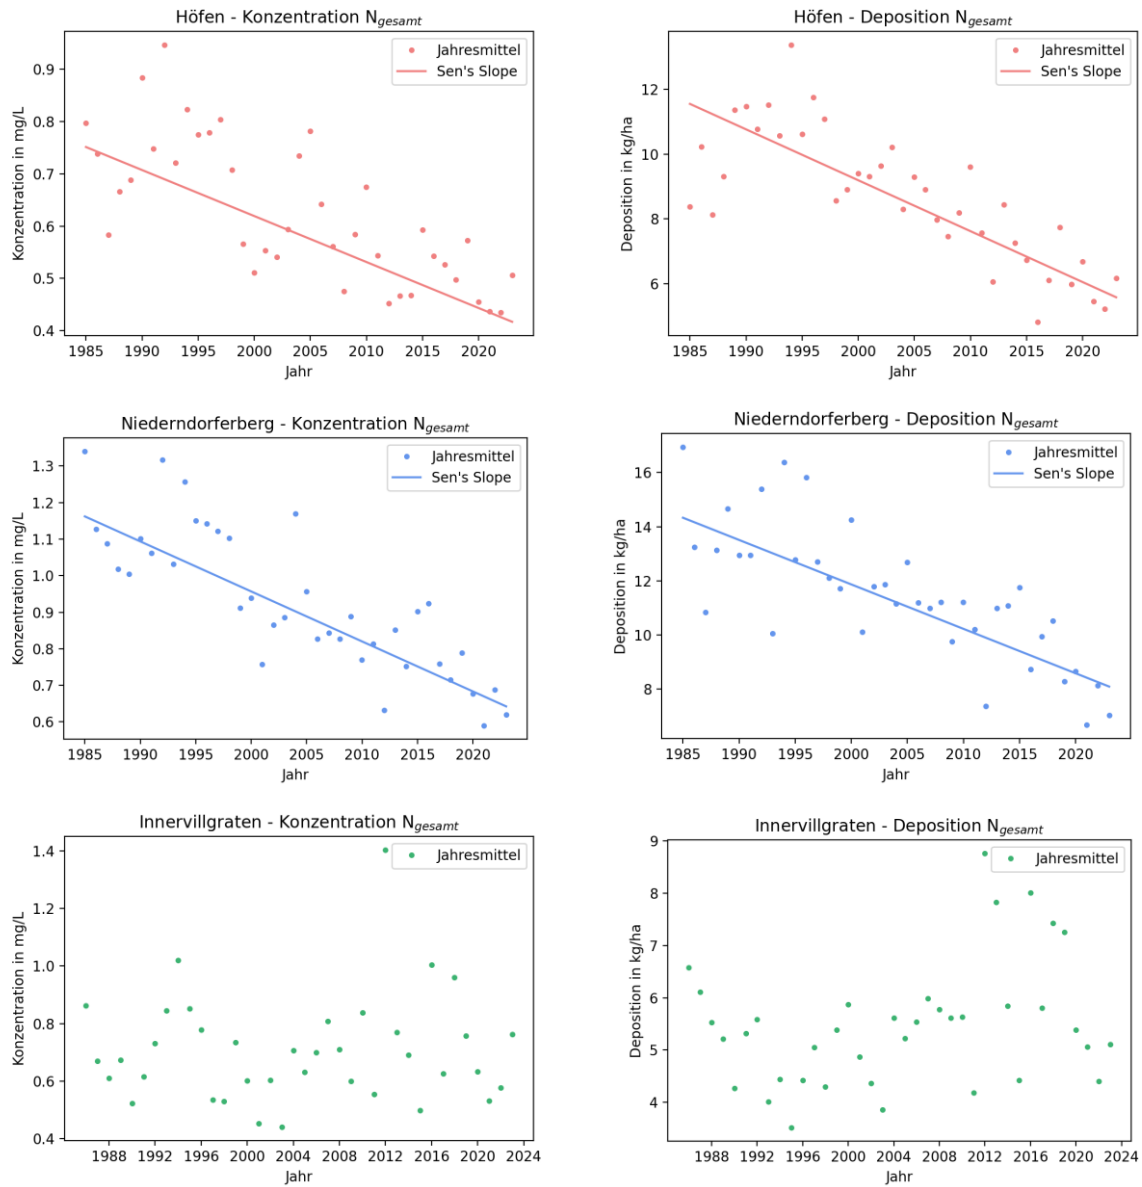 Höfen - Konzentration N_gesamt
Konzentration in mg/L
0.9
0.8
0.7
0.6
0.5
0.4
Jahresmittel
Sen's Slope
1985 1990 1995 2000 2005 2010 2015 2020
Jahr
Höfen - Deposition N_gesamt
Deposition in kg/ha
12
10
8
6
Jahresmittel
Sen's Slope
1985 1990 1995 2000 2005 2010 2015 2020
Jahr
Niederndorferberg - Konzentration N_gesamt
Konzentration in mg/L
1.3
1.2
1.1
1.0
0.9
0.8
0.7
0.6
Jahresmittel
Sen's Slope
1985 1990 1995 2000 2005 2010 2015 2020
Jahr
Niederndorferberg - Deposition N_gesamt
Deposition in kg/ha
16
14
12
10
8
Jahresmittel
Sen's Slope
1985 1990 1995 2000 2005 2010 2015 2020
Jahr
Innervillgraten - Konzentration N_gesamt
Konzentration in mg/L
1.4
1.2
1.0
0.8
0.6
0.4
Jahresmittel
1988 1992 1996 2000 2004 2008 2012 2016 2020 2024
Jahr
Innervillgraten - Deposition N_gesamt
Deposition in kg/ha
9
8
7
6
5
4
Jahresmittel
1988 1992 1996 2000 2004 2008 2012 2016 2020 2024
Jahr